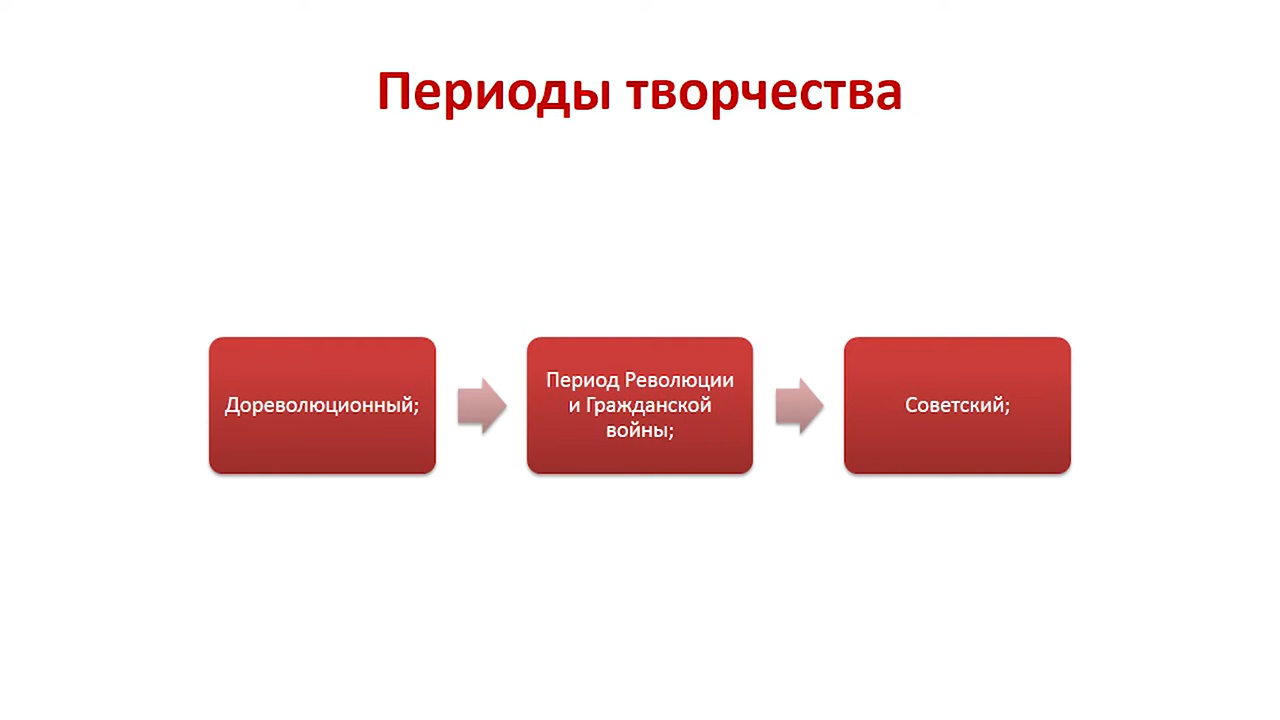 Периоды творчества
Дореволюционный;
Период Революции
и Гражданской
войны;
Советский;